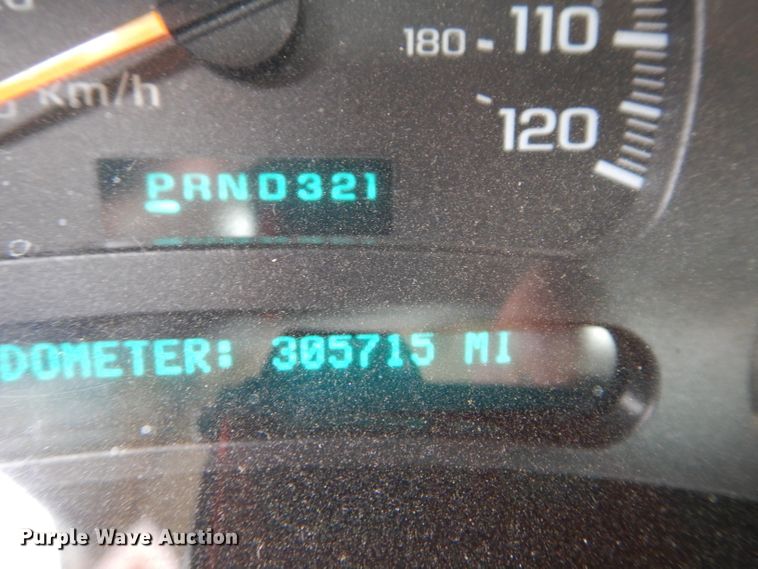 180 110
km/h
120
PRND321
DOMETER: 305715 MI
Purple Wave Auction